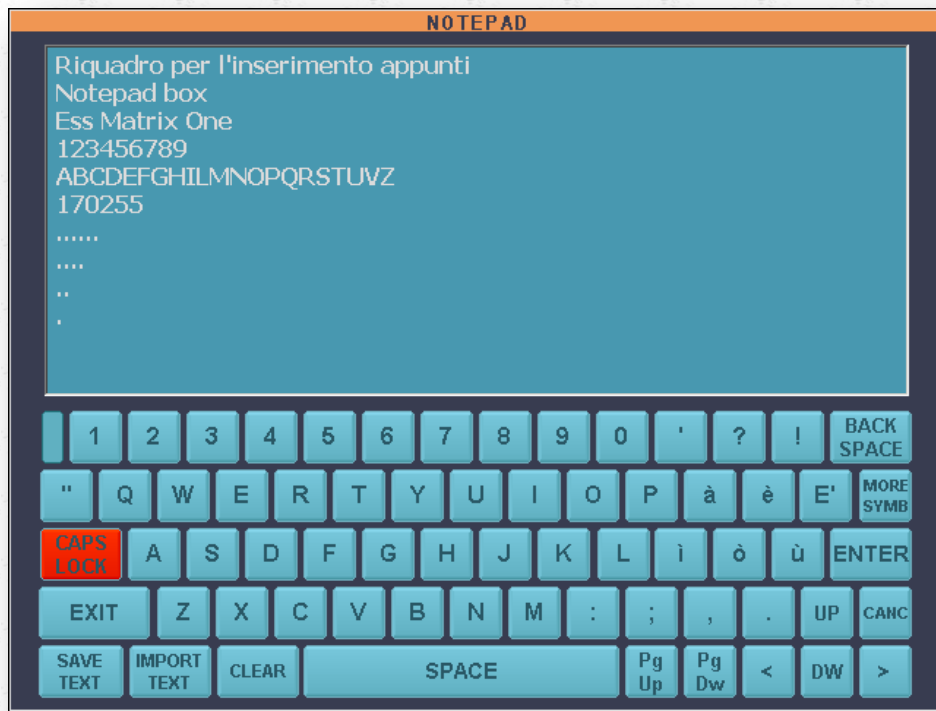 NOTEPAD
Riquadro per l'inserimento appunti
Notepad box
Ess Matrix One
123456789
ABCDEFGHILMNOPQRSTUVZ
170255
......
....
..
.
1 2 3 4 5 6 7 8 9 0 ' ? ! BACK SPACE
" Q W E R T Y U I O P à è E' MORE SYMB
CAPS LOCK A S D F G H J K L ì ò ù ENTER
EXIT Z X C V B N M : ; , . UP CANC
SAVE TEXT IMPORT TEXT CLEAR SPACE Pg Up Pg Dw < DW >